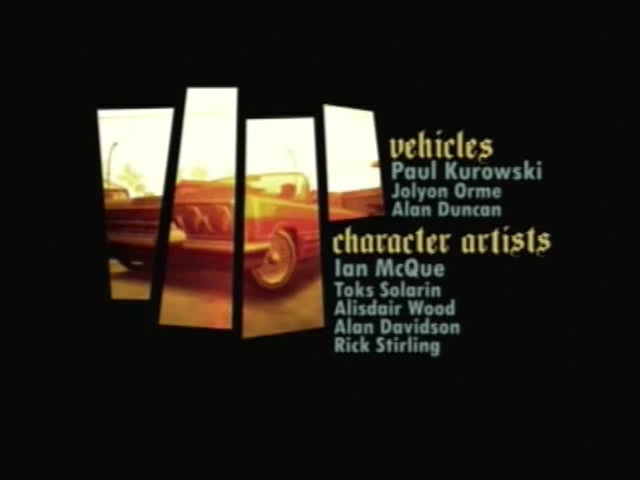 vehicles
Paul Kurowski
Jolyon Orme
Alan Duncan
character artists
Ian McQue
Toks Solarin
Alisdair Wood
Alan Davidson
Rick Stirling